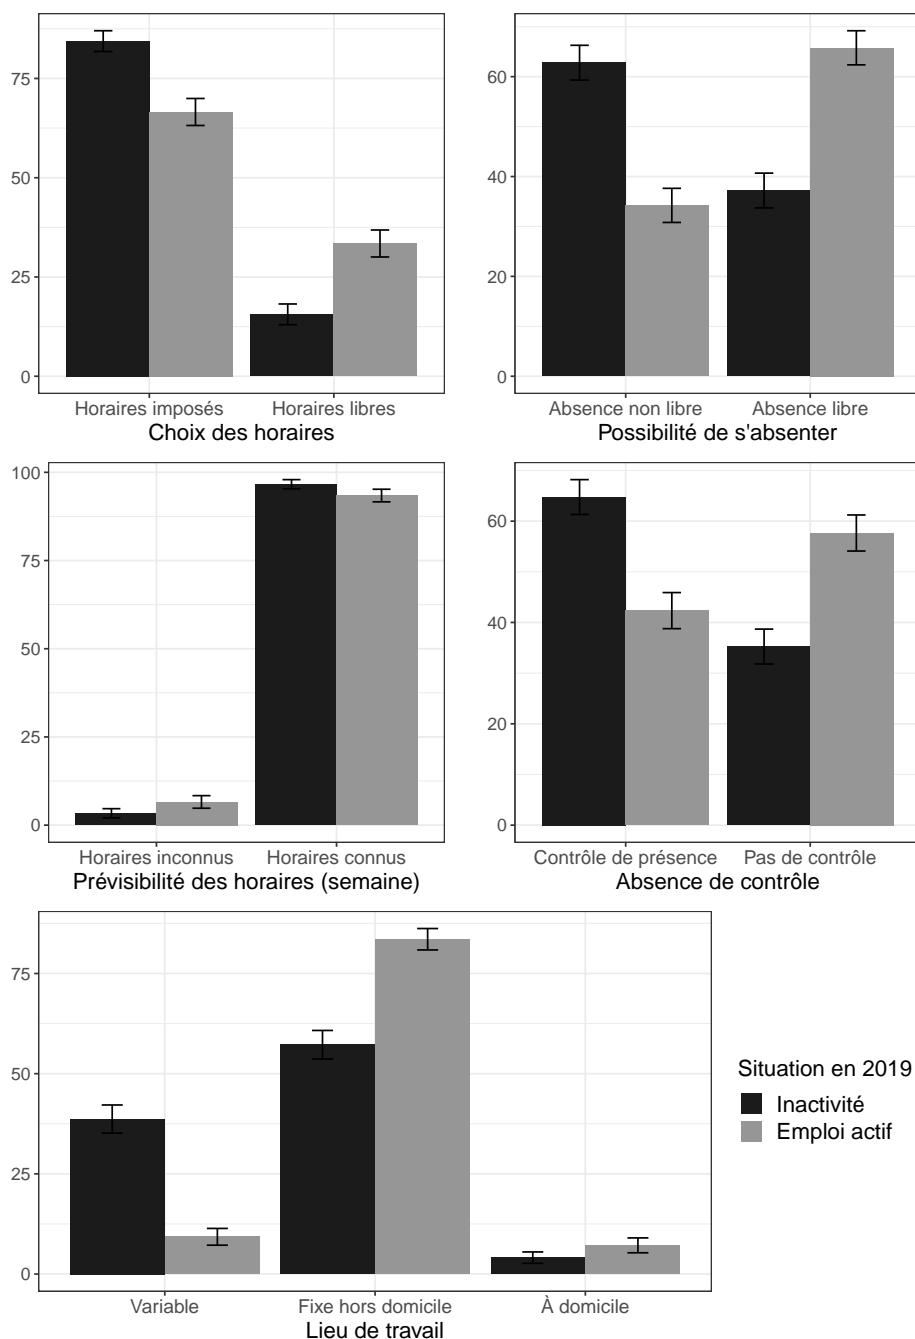 75
50
25
0
Horaires imposés Horaires libres
Choix des horaires
60
40
20
0
Absence non libre Absence libre
Possibilité de s'absenter
100
75
50
25
0
Horaires inconnus Horaires connus
Prévisibilité des horaires (semaine)
60
40
20
0
Contrôle de présence Pas de contrôle
Absence de contrôle
75
50
25
0
Variable Fixe hors domicile À domicile
Lieu de travail
Situation en 2019
Inactivité
Emploi actif